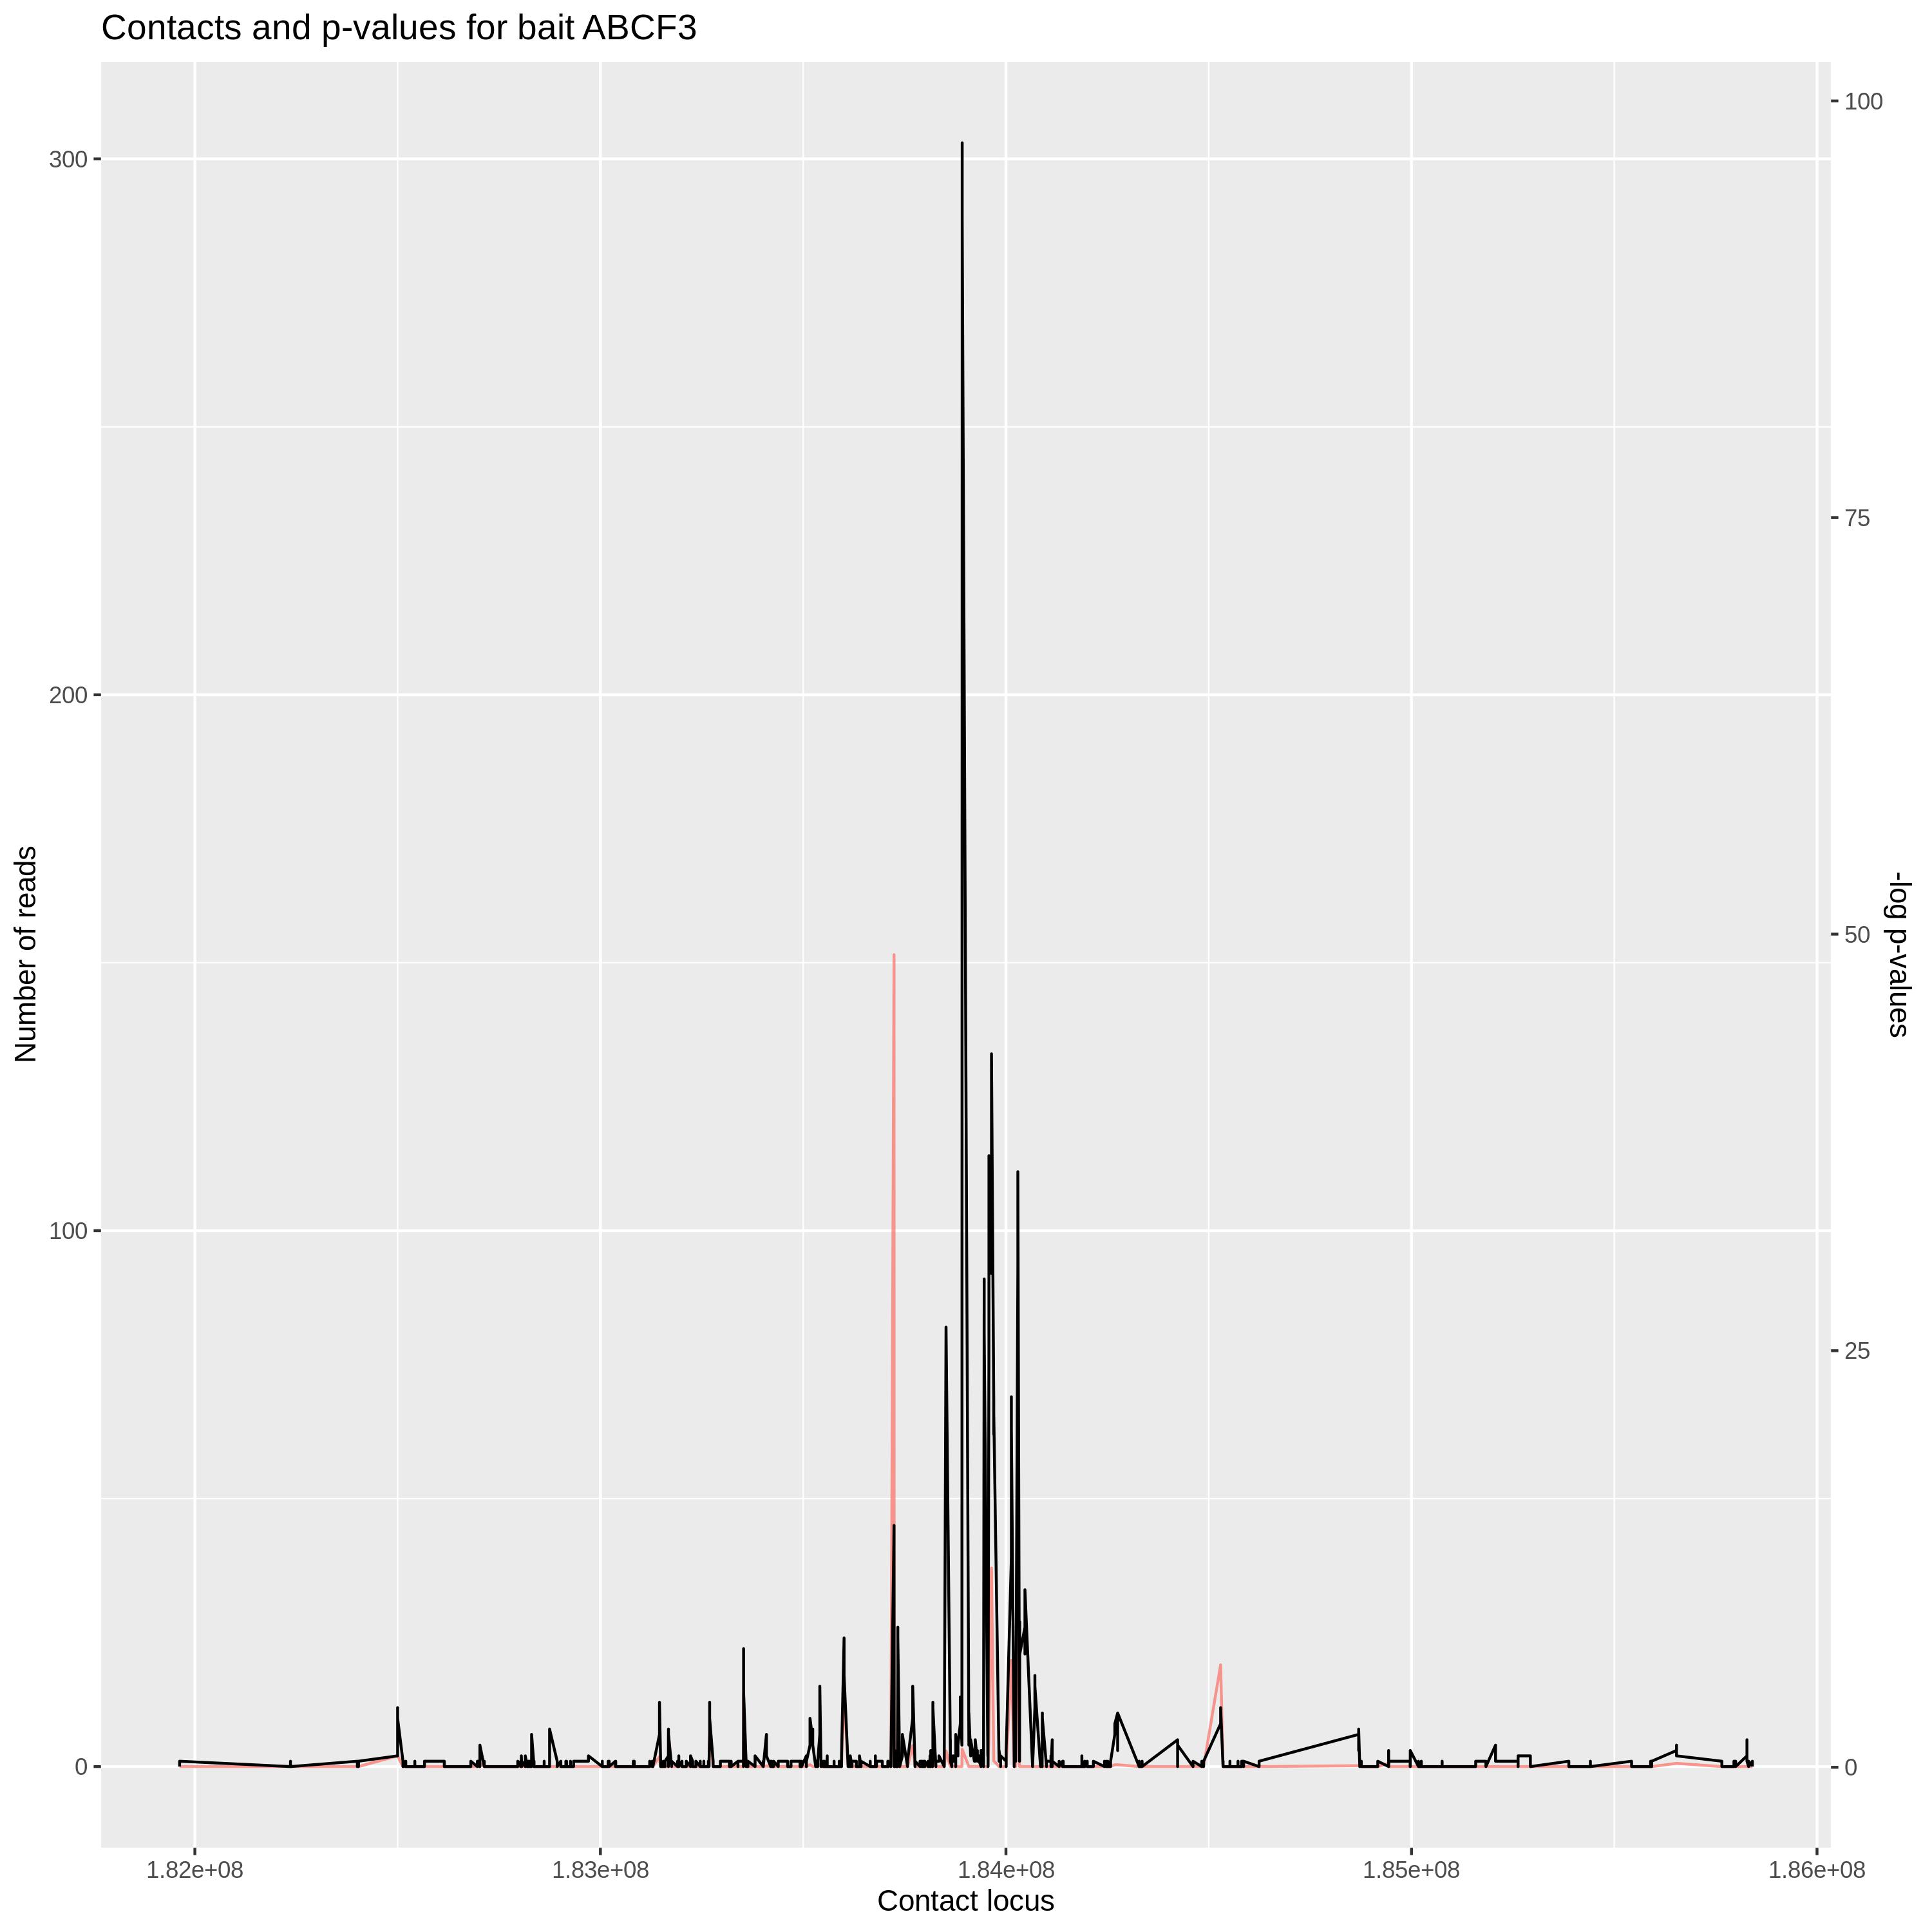 Contacts and p-values for bait ABCF3
300
200
100
0
Number of reads
100
75
50
25
0
-log p-values
1.82e+08
1.83e+08
1.84e+08
1.85e+08
1.86e+08
Contact locus